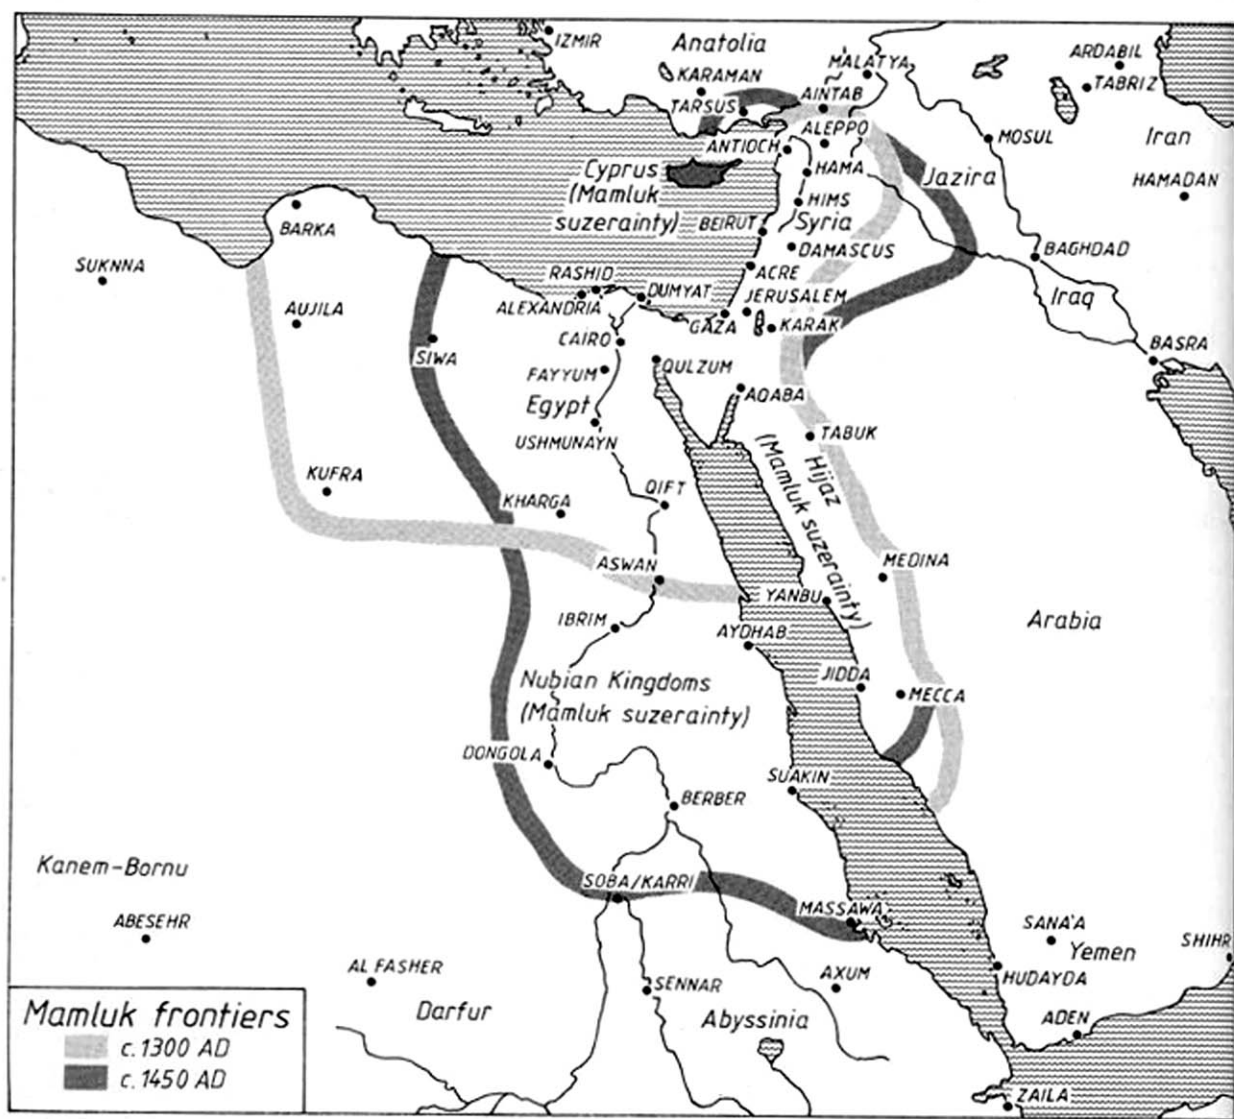 IZMIR
Anatolia
MALATYA
ARDABIL
TABRIZ
KARAMAN
TARSUS
AINTAB
ALEPPO
ANTIOCH
MOSUL
Iran
Cyprus
(Mamluk
suzerainty)
HAMA
Jazira
HAMADAN
HIMS
Syria
BEIRUT
BARKA
DAMASCUS
BAGHDAD
SUKNNA
RASHID
ACRE
DUMYAT
JERUSALEM
Iraq
AUJILA
ALEXANDRIA
GAZA
KARAK
CAIRO
BASRA
SIWA
FAYYUM
QULZUM
AQABA
Egypt
USHMUNAYN
TABUK
Hijaz
(Mamluk suzerainty)
KUFRA
KHARGA
QIFT
ASWAN
MEDINA
YANBU
IBRIM
AYDHAB
Arabia
Nubian Kingdoms
(Mamluk suzerainty)
JIDDA
MECCA
DONGOLA
SUAKIN
BERBER
Kanem-Bornu
SOBA/KARRI
MASSAWA
ABESEHR
SANA'A
Yemen
SHIHR
AL FASHER
SENNAR
AXUM
HUDAYDA
Darfur
Abyssinia
ADEN
ZAILA
Mamluk frontiers
c.1300 AD
c.1450 AD